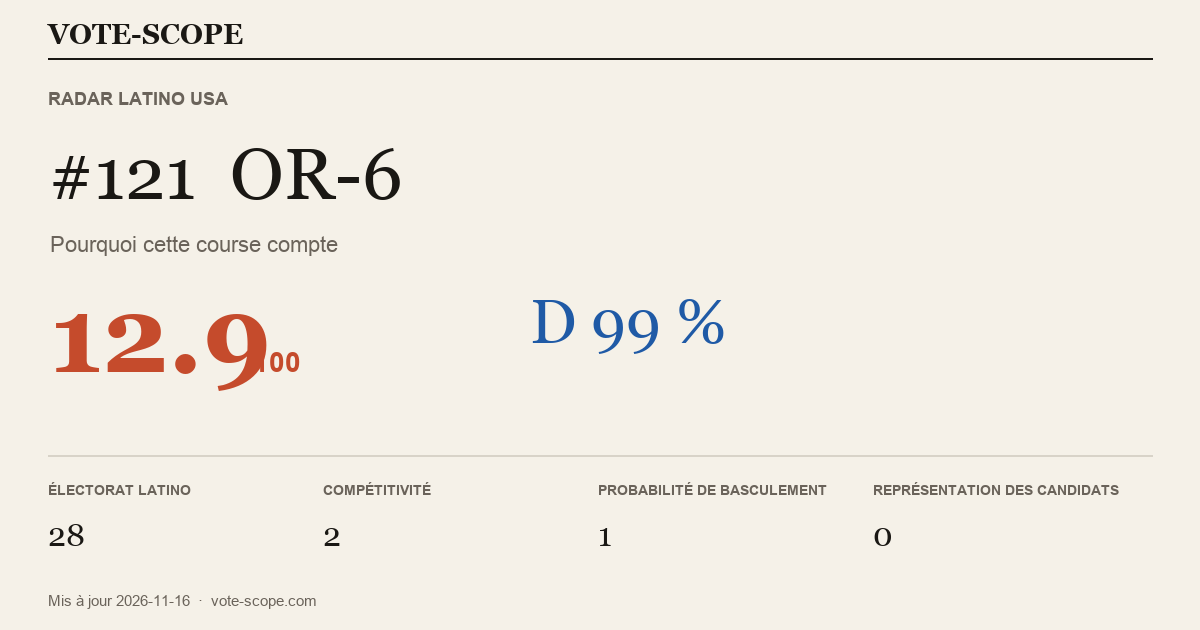 VOTE-SCOPE
RADAR LATINO USA
#121 OR-6
Pourquoi cette course compte
12.9 00
D 99 %
ÉLECTORAT LATINO COMPÉTITIVITÉ PROBABILITÉ DE BASCULEMENT REPRÉSENTATION DES CANDIDATS
28 2 1 0
Mis à jour 2026-11-16 · vote-scope.com